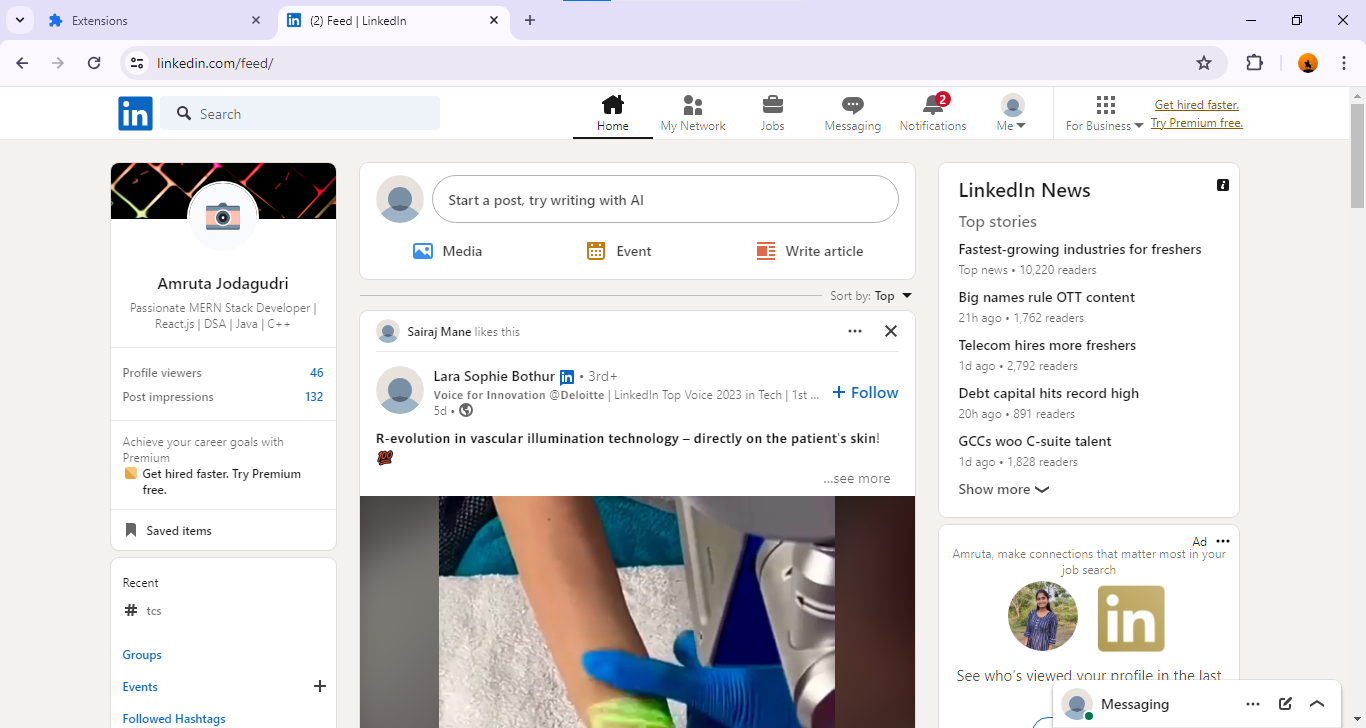 Extensions
(2) Feed | LinkedIn
linkedin.com/feed/
in
Search
Home
My Network
Jobs
Messaging
2
Notifications
Me
For Business
Get hired faster.
Try Premium free.
Amruta Jodagudri
Passionate MERN Stack Developer |
React.js | DSA | Java | C++
Profile viewers 46
Post impressions 132
Achieve your career goals with
Premium
Get hired faster. Try Premium
free.
Saved items
Recent
# tcs
Groups
Events
Followed Hashtags
Start a post, try writing with AI
Media
Event
Write article
Sort by: Top
Sairaj Mane likes this
Lara Sophie Bothur in • 3rd+
Voice for Innovation @Deloitte | LinkedIn Top Voice 2023 in Tech | 1st ...
5d •
+ Follow
R-evolution in vascular illumination technology – directly on the patient's skin!
💯
...see more
LinkedIn News
Top stories
Fastest-growing industries for freshers
Top news • 10,220 readers
Big names rule OTT content
21h ago • 1,762 readers
Telecom hires more freshers
1d ago • 2,792 readers
Debt capital hits record high
20h ago • 891 readers
GCCs woo C-suite talent
1d ago • 1,828 readers
Show more
Ad
Amruta, make connections that matter most in your
job search
in
See who's viewed your profile in the last
Messaging